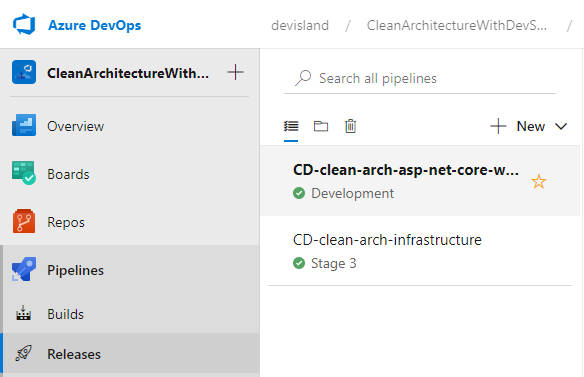 Azure DevOps
devisland / CleanArchitectureWithDevS... /
CleanArchitectureWith...
Search all pipelines
Overview
New
Boards
CD-clean-arch-asp-net-core-w...
Development
Repos
CD-clean-arch-infrastructure
Stage 3
Pipelines
Builds
Releases